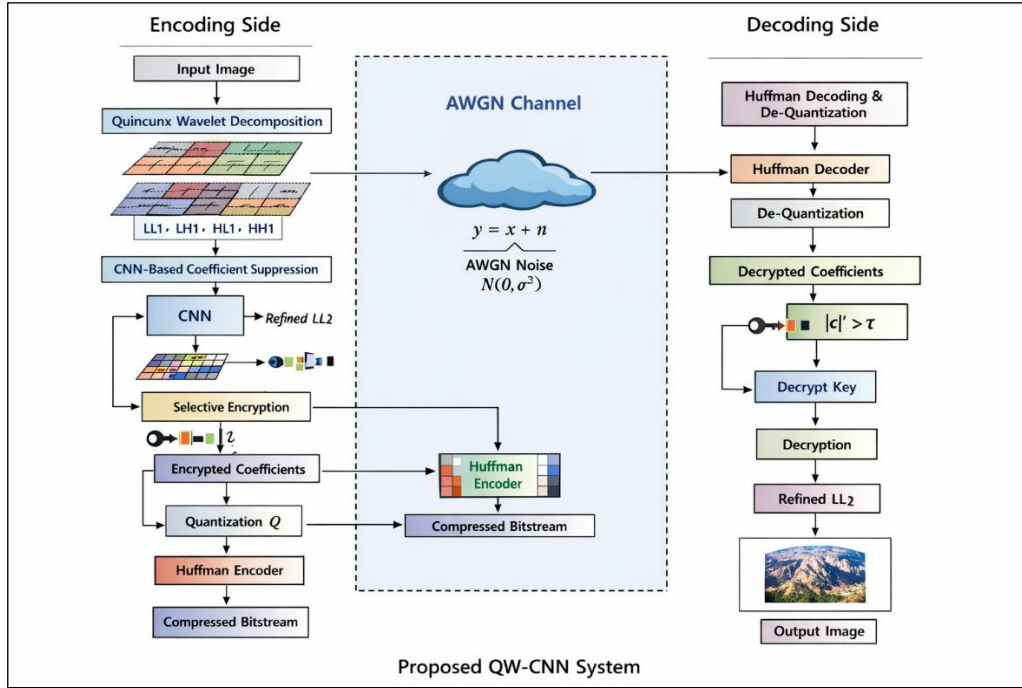 Encoding Side
Input Image
Quincunx Wavelet Decomposition
LL1, LH1, HL1, HH1
CNN-Based Coefficient Suppression
CNN
Refined LL2
Selective Encryption
Encrypted Coefficients
Quantization Q
Huffman Encoder
Compressed Bitstream
AWGN Channel
y = x + n
AWGN Noise
N(0, σ³)
Huffman
Encoder
Compressed Bitstream
Decoding Side
Huffman Decoding &
De-Quantization
Huffman Decoder
De-Quantization
Decrypted Coefficients
|c|' > τ
Decrypt Key
Decryption
Refined LL₂
Output Image
Proposed QW-CNN System